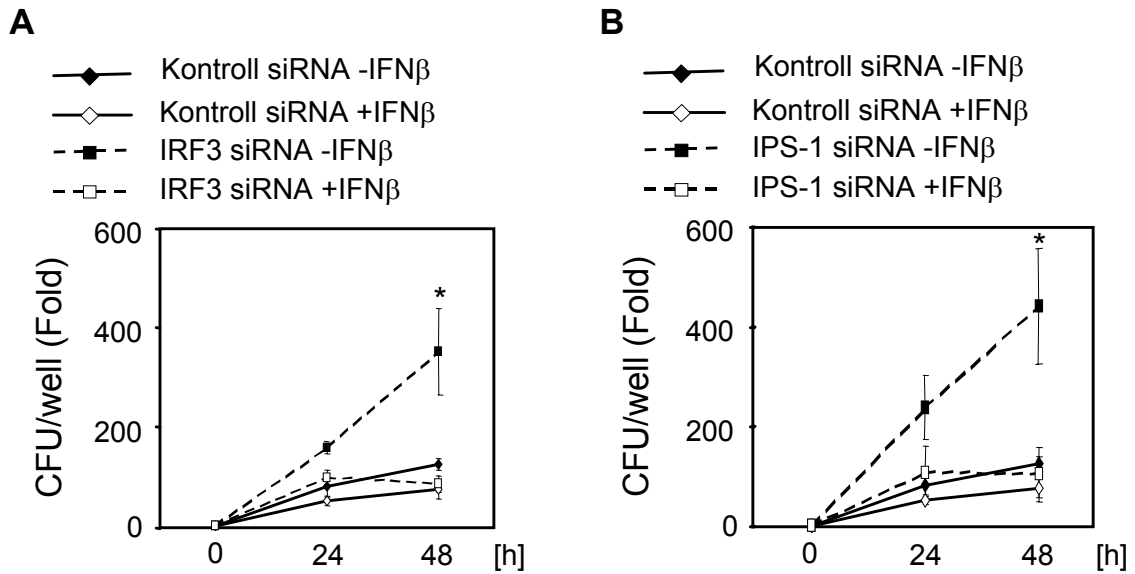 A
Kontroll siRNA -IFNβ
Kontroll siRNA +IFNβ
IRF3 siRNA -IFNβ
IRF3 siRNA +IFNβ
CFU/well (Fold)
600
400
200
0
*
0 24 48 [h]
B
Kontroll siRNA -IFNβ
Kontroll siRNA +IFNβ
IPS-1 siRNA -IFNβ
IPS-1 siRNA +IFNβ
CFU/well (Fold)
600
400
200
0
*
0 24 48 [h]